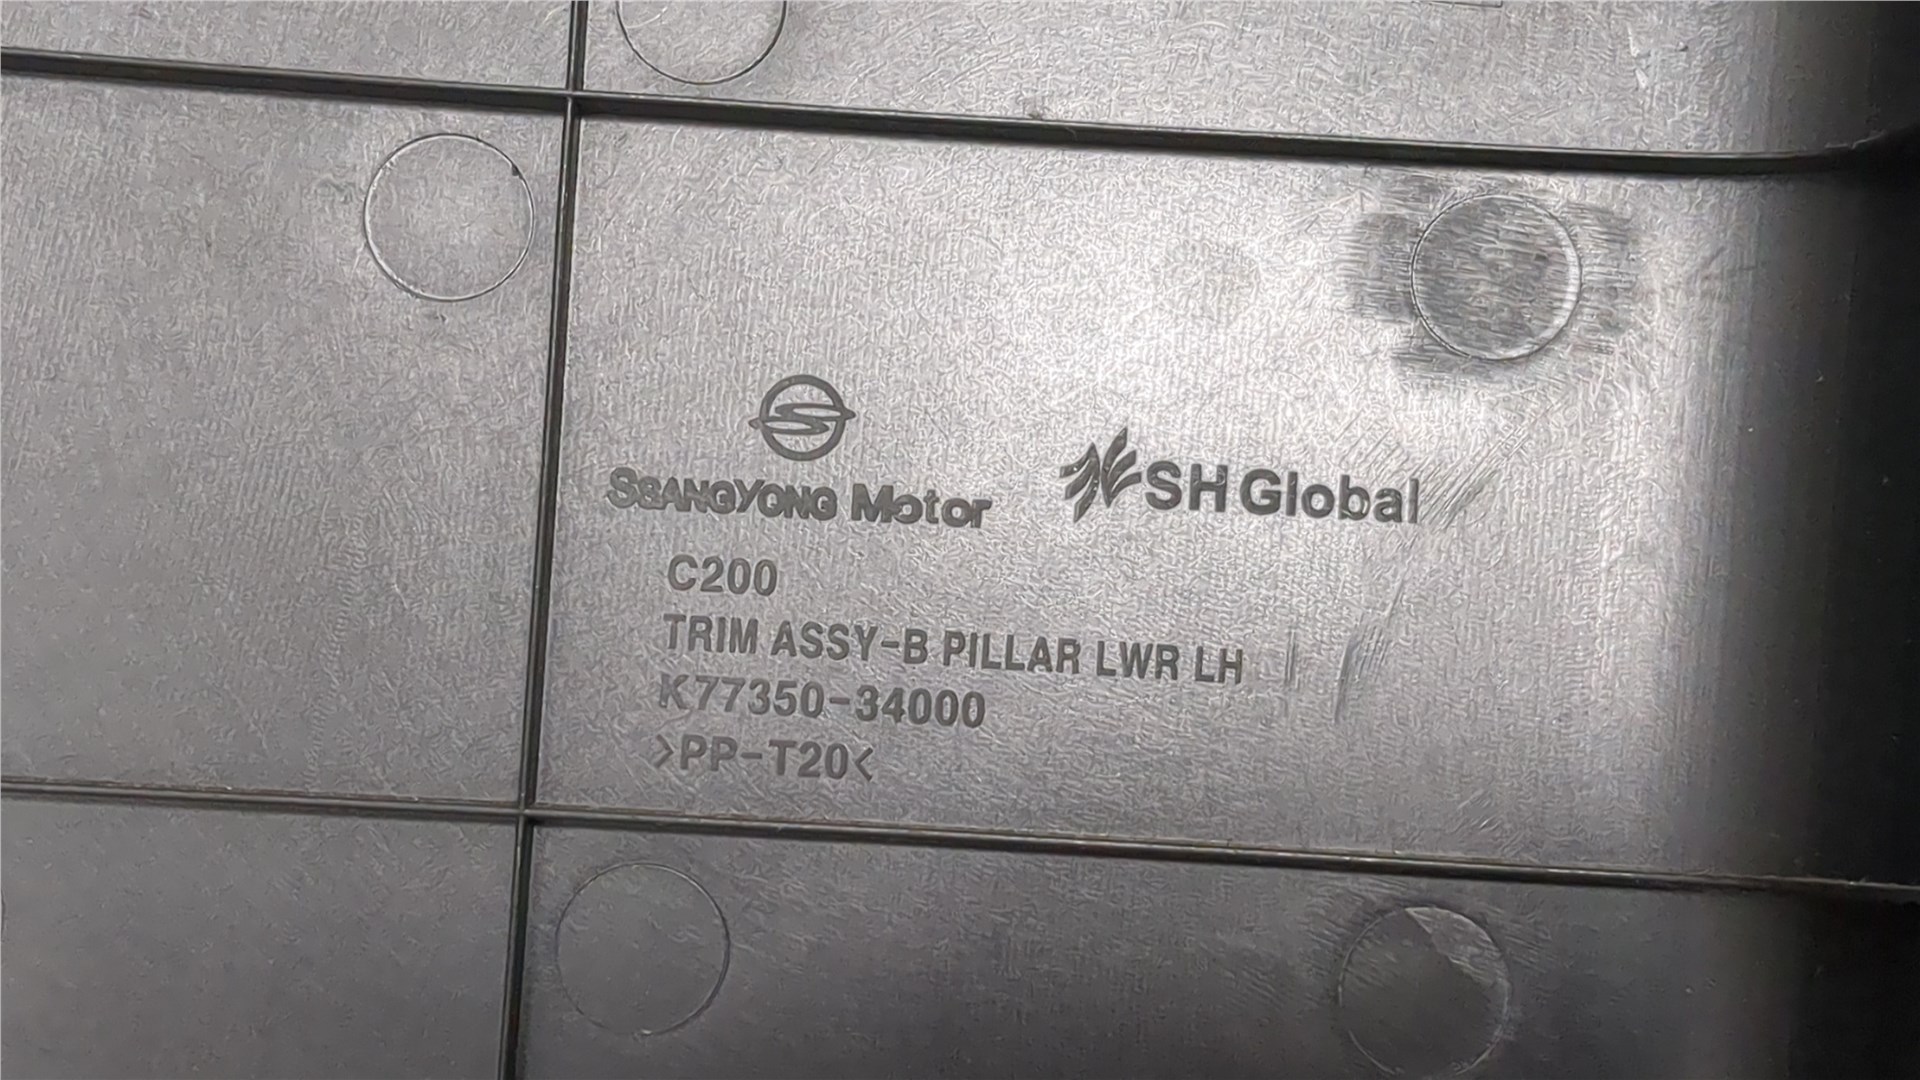 SSANGYONG Motor
SH Global
C200
TRIM ASSY-B PILLAR LWR LH
K77350-34000
>PP-T20<